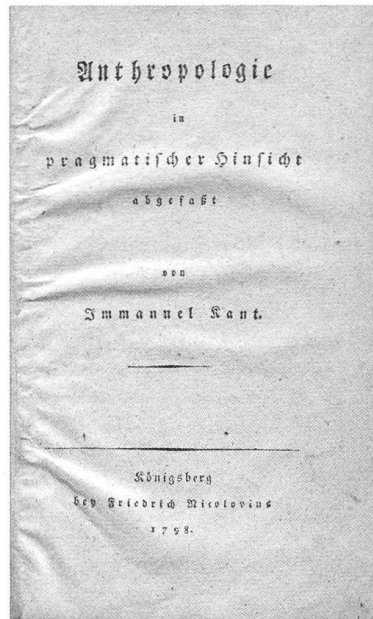 Anthropologie
in
pragmatischer Hinsicht
abgefaßt
von
Immanuel Kant.
Königsberg
bey Friedrich Nicolovius
1798.